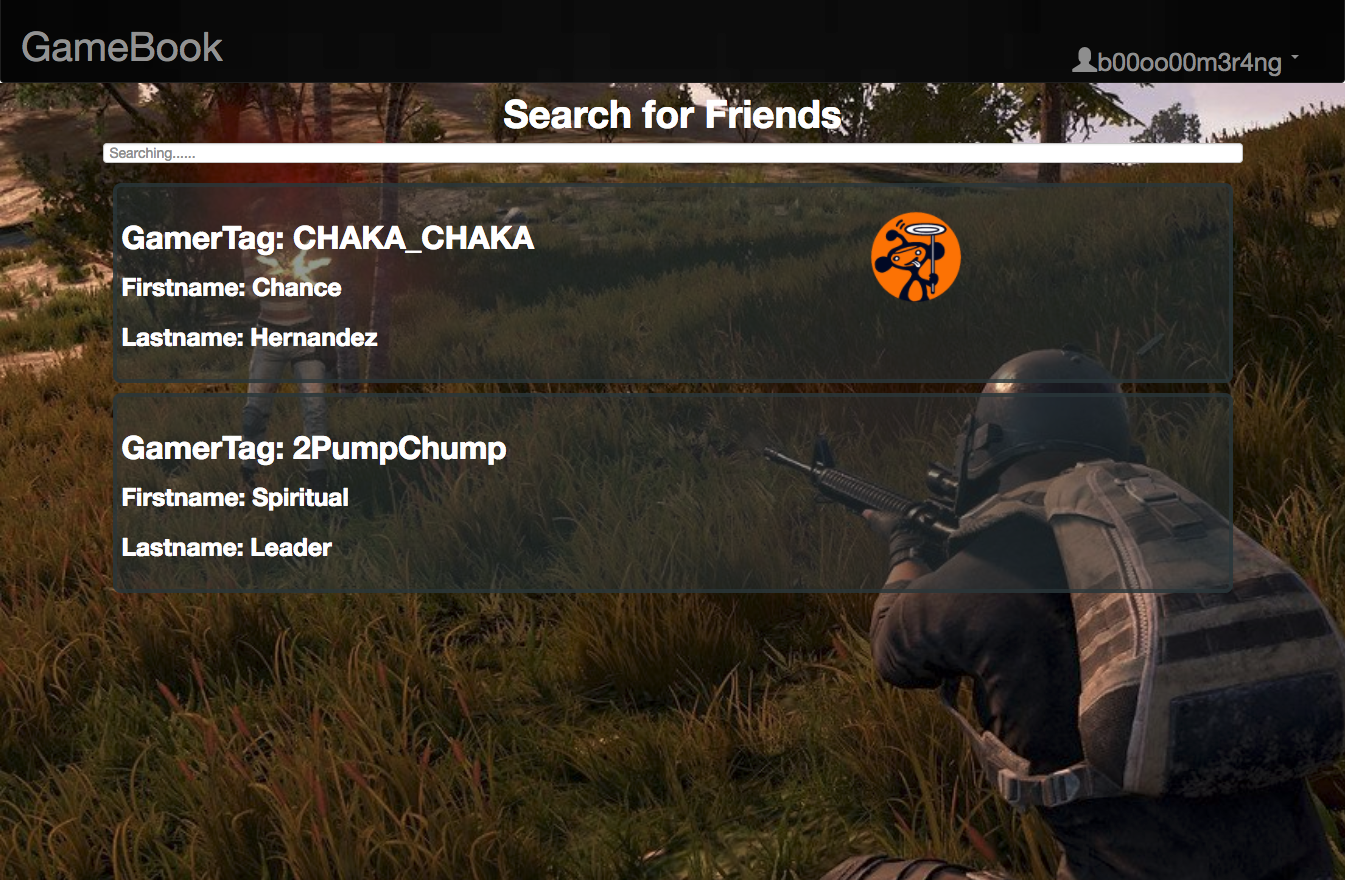 GameBook
b00oo00m3r4ng
Search for Friends
Searching......
GamerTag: CHAKA_CHAKA
Firstname: Chance
Lastname: Hernandez
GamerTag: 2PumpChump
Firstname: Spiritual
Lastname: Leader